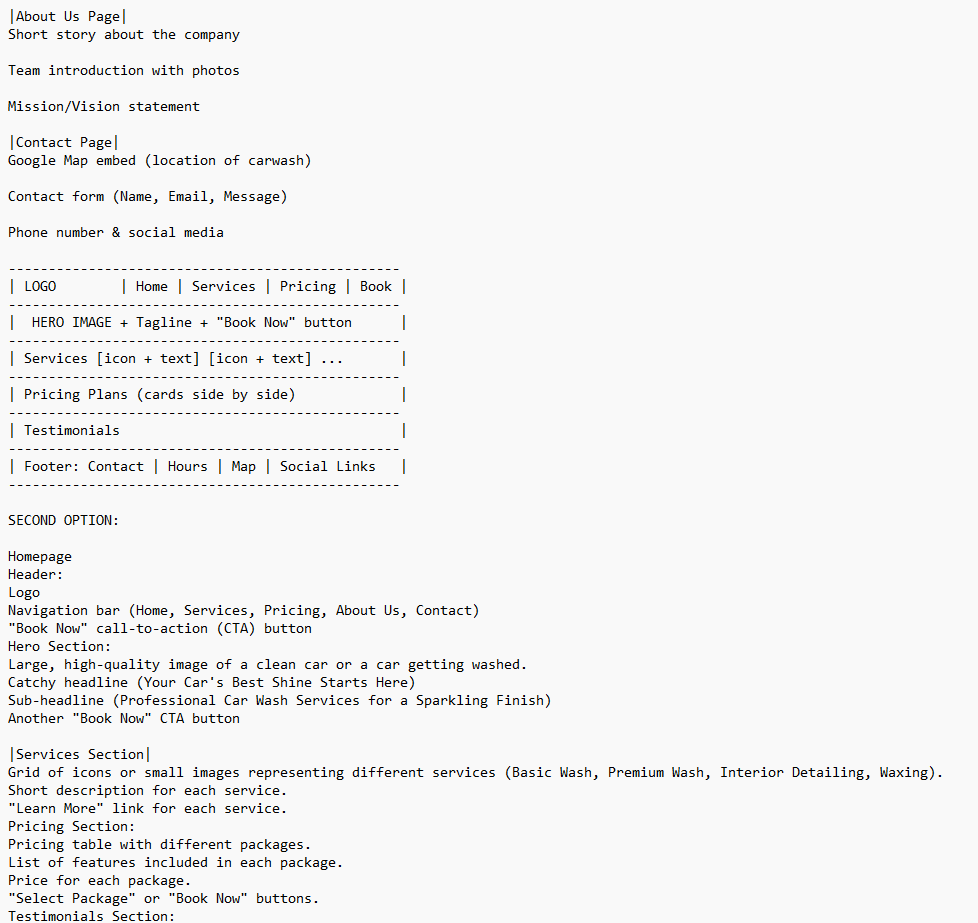 |About Us Page|
Short story about the company
Team introduction with photos
Mission/Vision statement
|Contact Page|
Google Map embed (location of carwash)
Contact form (Name, Email, Message)
Phone number & social media
-------------------------------------------------
| LOGO        | Home | Services | Pricing | Book |
-------------------------------------------------
|  HERO IMAGE + Tagline + "Book Now" button      |
-------------------------------------------------
| Services [icon + text] [icon + text] ...       |
-------------------------------------------------
| Pricing Plans (cards side by side)             |
-------------------------------------------------
| Testimonials                                   |
-------------------------------------------------
| Footer: Contact | Hours | Map | Social Links   |
-------------------------------------------------
SECOND OPTION:
Homepage
Header:
Logo
Navigation bar (Home, Services, Pricing, About Us, Contact)
"Book Now" call-to-action (CTA) button
Hero Section:
Large, high-quality image of a clean car or a car getting washed.
Catchy headline (Your Car's Best Shine Starts Here)
Sub-headline (Professional Car Wash Services for a Sparkling Finish)
Another "Book Now" CTA button
|Services Section|
Grid of icons or small images representing different services (Basic Wash, Premium Wash, Interior Detailing, Waxing).
Short description for each service.
"Learn More" link for each service.
Pricing Section:
Pricing table with different packages.
List of features included in each package.
Price for each package.
"Select Package" or "Book Now" buttons.
Testimonials Section: